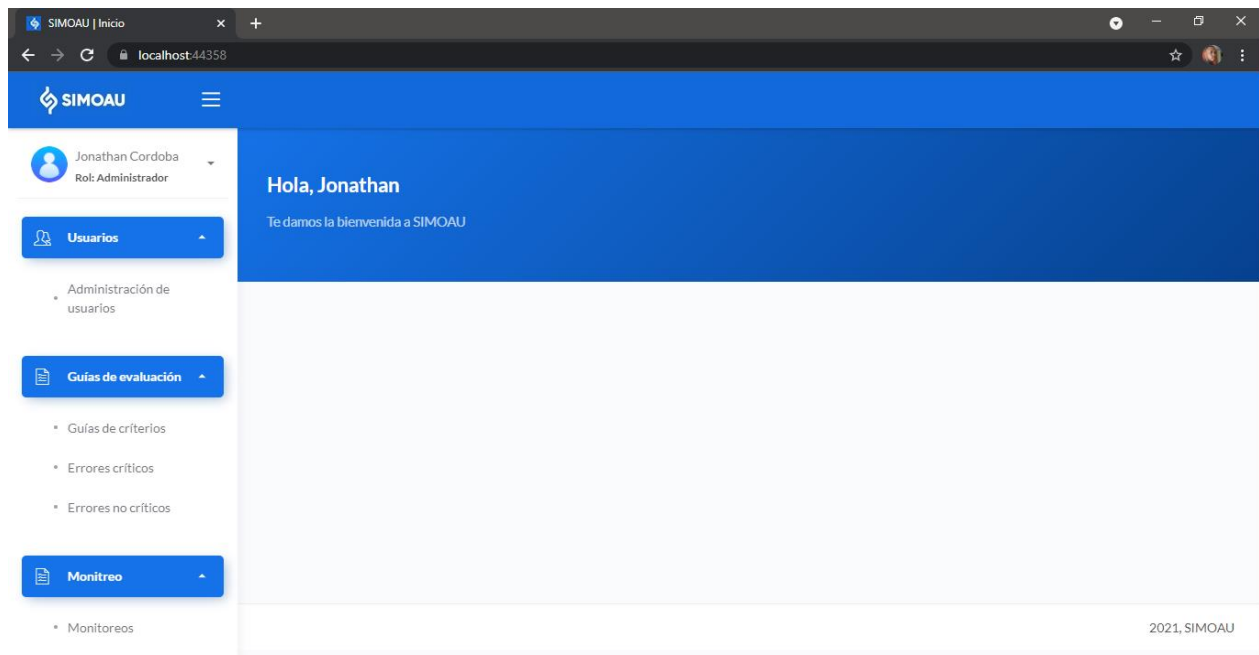 SIMOAU | Inicio
localhost:44358
SIMOAU
Jonathan Cordoba
Rol: Administrador
Usuarios
Administración de
usuarios
Guías de evaluación
Guías de críterios
Errores críticos
Errores no críticos
Monitreo
Monitoreos
Hola, Jonathan
Te damos la bienvenida a SIMOAU
2021, SIMOAU